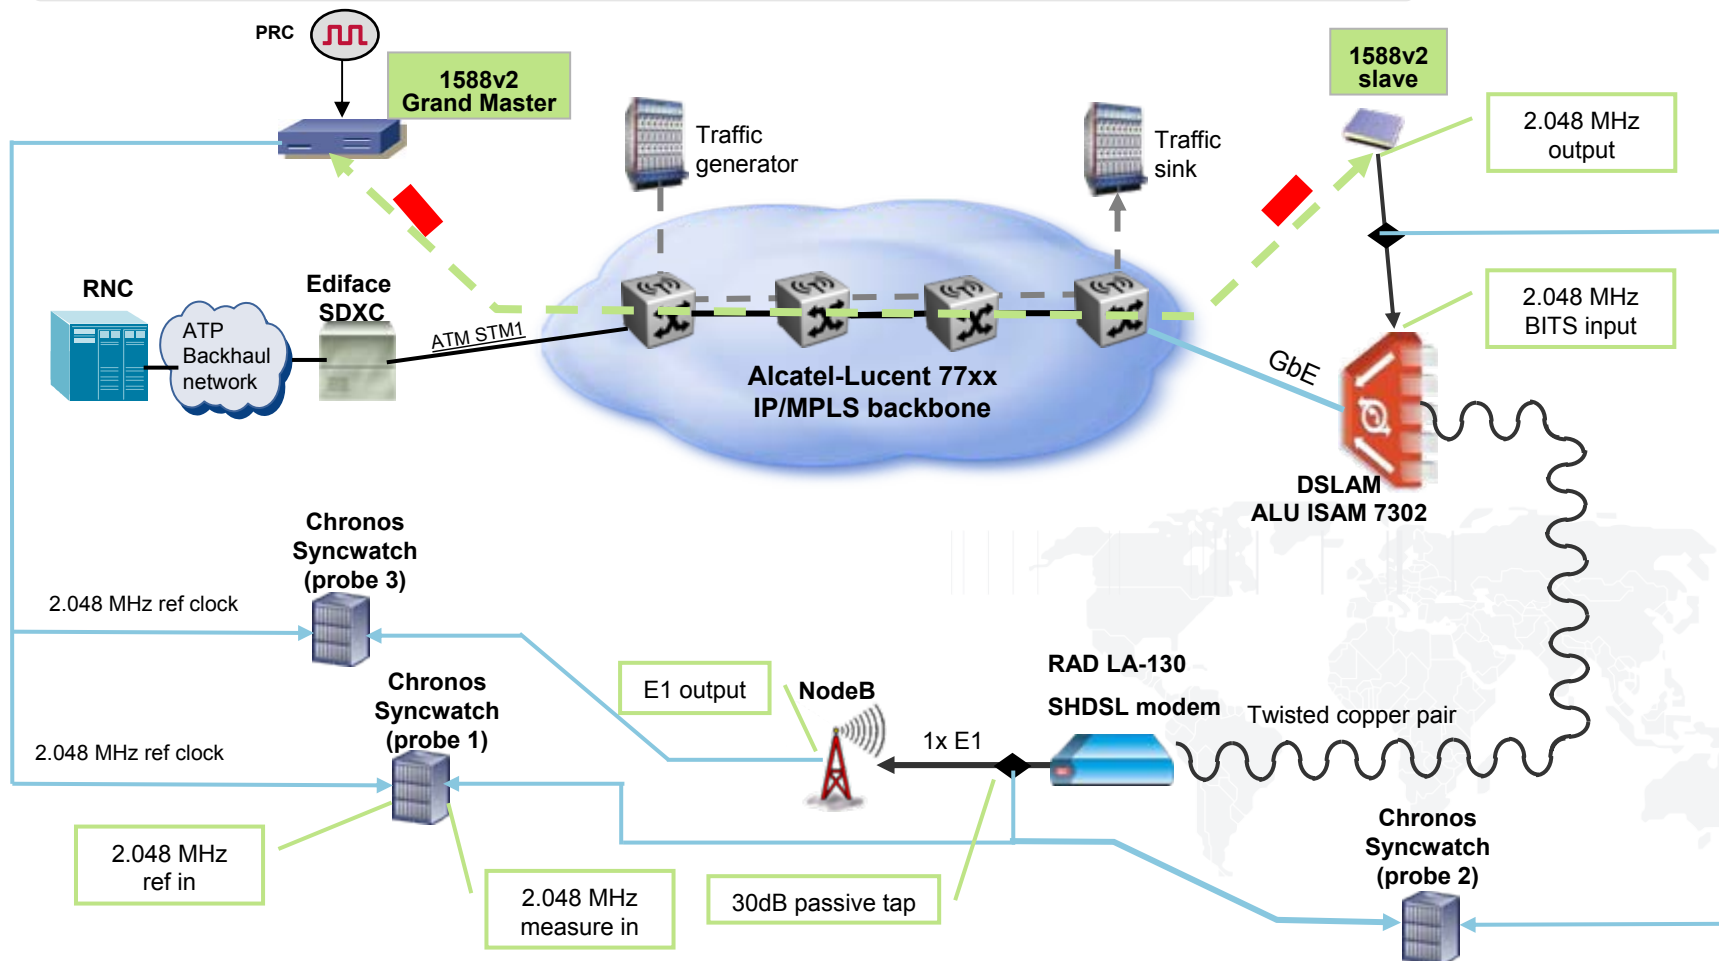 PRC
1588v2
Grand Master
1588v2
slave
2.048 MHz
output
Traffic
generator
Traffic
sink
RNC
Ediface
SDXC
ATP
Backhaul
network
ATM STM1
2.048 MHz
BITS input
GbE
Alcatel-Lucent 77xx
IP/MPLS backbone
DSLAM
ALU ISAM 7302
Chronos
Syncwatch
(probe 3)
2.048 MHz ref clock
Chronos
Syncwatch
(probe 1)
2.048 MHz ref clock
E1 output
NodeB
RAD LA-130
SHDSL modem
1x E1
Twisted copper pair
2.048 MHz
ref in
2.048 MHz
measure in
30dB passive tap
Chronos
Syncwatch
(probe 2)